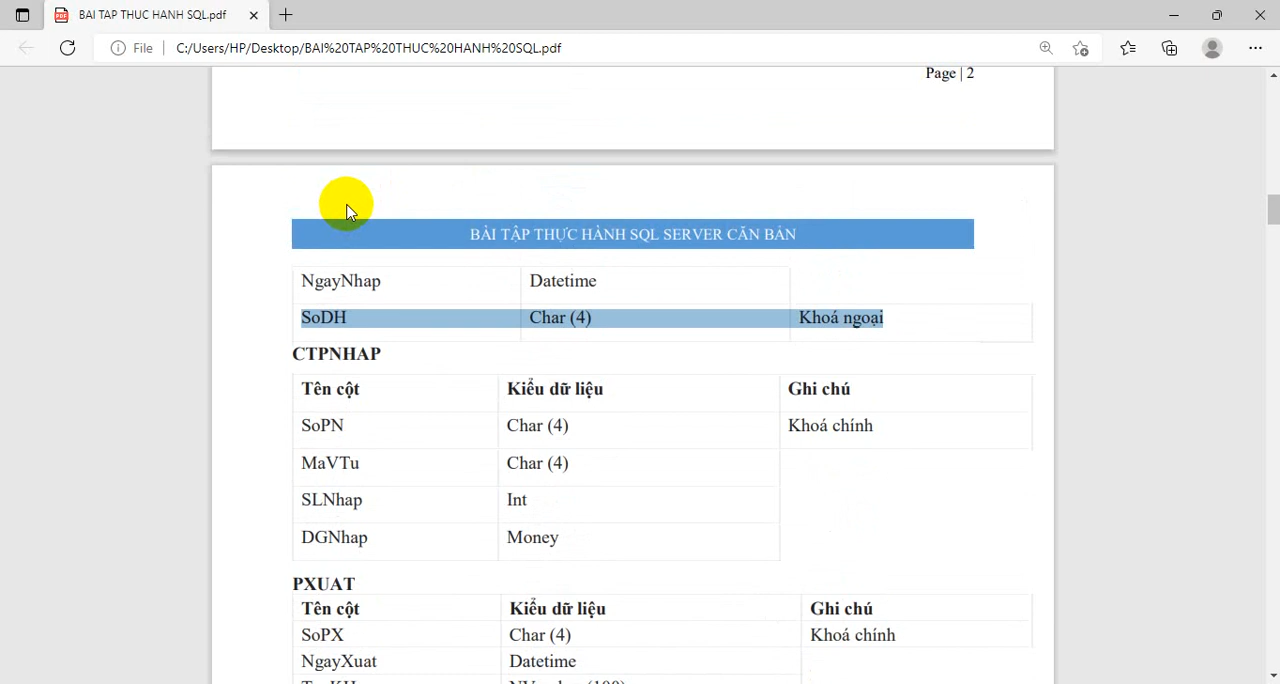 BAI TAP THUC HANH SQL.pdf
File C:/Users/HP/Desktop/BAI%20TAP%20THUC%20HANH%20SQL.pdf
Page | 2
BÀI TẬP THỰC HÀNH SQL SERVER CĂN BẢN
NgayNhap Datetime
SoDH Char (4) Khoá ngoại
CTPNHAP
Tên cột Kiểu dữ liệu Ghi chú
SoPN Char (4) Khoá chính
MaVTu Char (4)
SLNhap Int
DGNhap Money
PXUAT
Tên cột Kiểu dữ liệu Ghi chú
SoPX Char (4) Khoá chính
NgayXuat Datetime